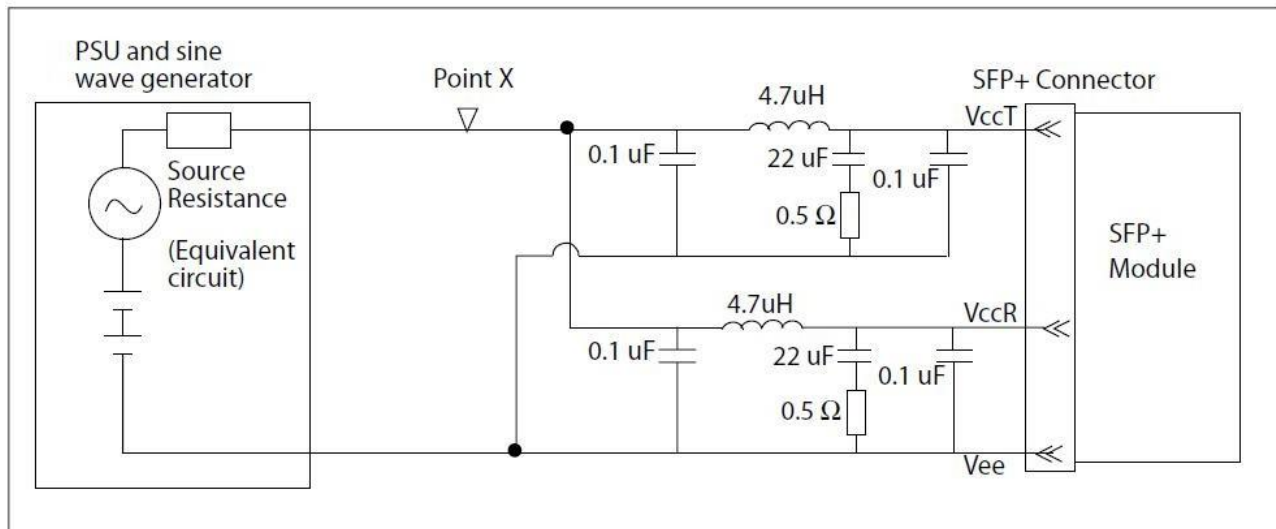 PSU and sine
wave generator
Point X
SFP+ Connector
4.7uH
VccT
0.1 uF
22 uF
0.1 uF
Source
Resistance
0.5 Ω
(Equivalent
circuit)
SFP+
Module
4.7uH
VccR
0.1 uF
22 uF
0.1 uF
0.5 Ω
Vee